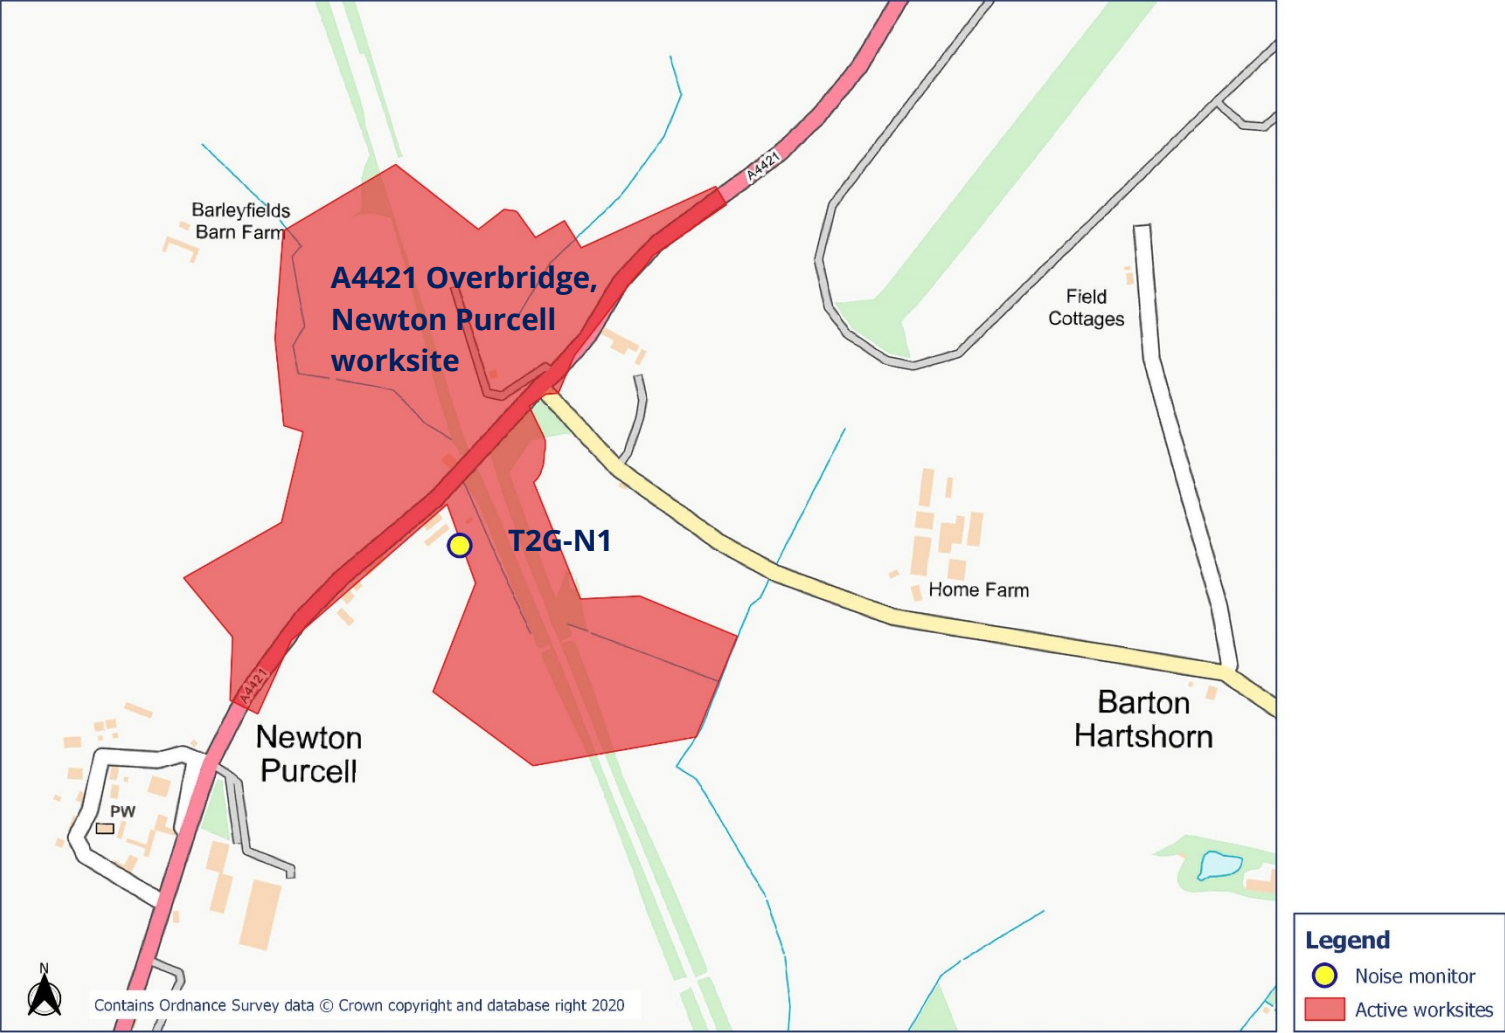 A4421
Barleyfields
Barn Farm
A4421 Overbridge,
Newton Purcell
worksite
Field
Cottages
T2G-N1
Home Farm
A4421
Barton
Hartshorn
Newton
Purcell
PW
N
Contains Ordnance Survey data © Crown copyright and database right 2020
Legend
Noise monitor
Active worksites